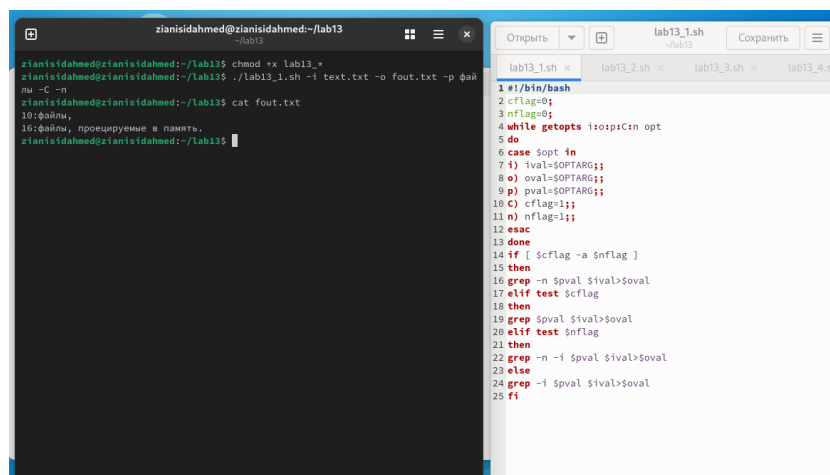 zianisidahmed@zianisidahmed:~/lab13
~/lab13
zianisidahmed@zianisidahmed:~/lab13$ chmod +x lab13_*
zianisidahmed@zianisidahmed:~/lab13$ ./lab13_1.sh -i text.txt -o fout.txt -p фай
лы -C -n
zianisidahmed@zianisidahmed:~/lab13$ cat fout.txt
10:файлы,
16:файлы, проецируемые в память.
zianisidahmed@zianisidahmed:~/lab13$
Открыть
lab13_1.sh
~/lab13
Сохранить
lab13_1.sh × lab13_2.sh × lab13_3.sh × lab13_4.s
1 #!/bin/bash
2 cflag=0;
3 nflag=0;
4 while getopts i:o:p:C:n opt
5 do
6 case $opt in
7 i) ival=$OPTARG;;
8 o) oval=$OPTARG;;
9 p) pval=$OPTARG;;
10 C) cflag=1;;
11 n) nflag=1;;
12 esac
13 done
14 if [ $cflag -a $nflag ]
15 then
16 grep -n $pval $ival>$oval
17 elif test $cflag
18 then
19 grep $pval $ival>$oval
20 elif test $nflag
21 then
22 grep -n -i $pval $ival>$oval
23 else
24 grep -i $pval $ival>$oval
25 fi